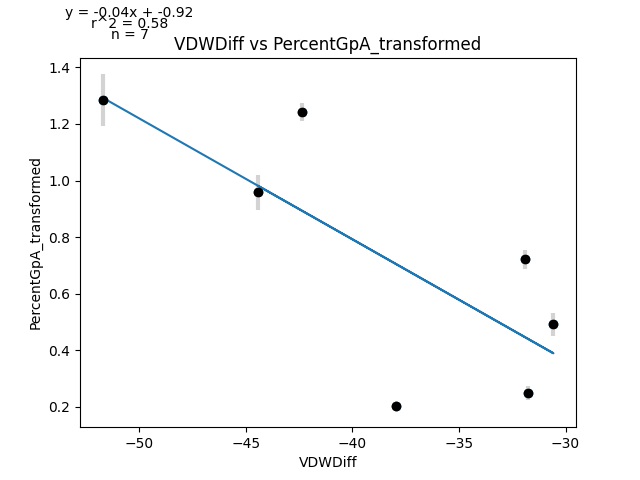 y = -0.04x + -0.92
r^2 = 0.58
n = 7
VDWDiff vs PercentGpA_transformed
PercentGpA_transformed
1.4
1.2
1.0
0.8
0.6
0.4
0.2
−50
−45
−40
−35
−30
VDWDiff